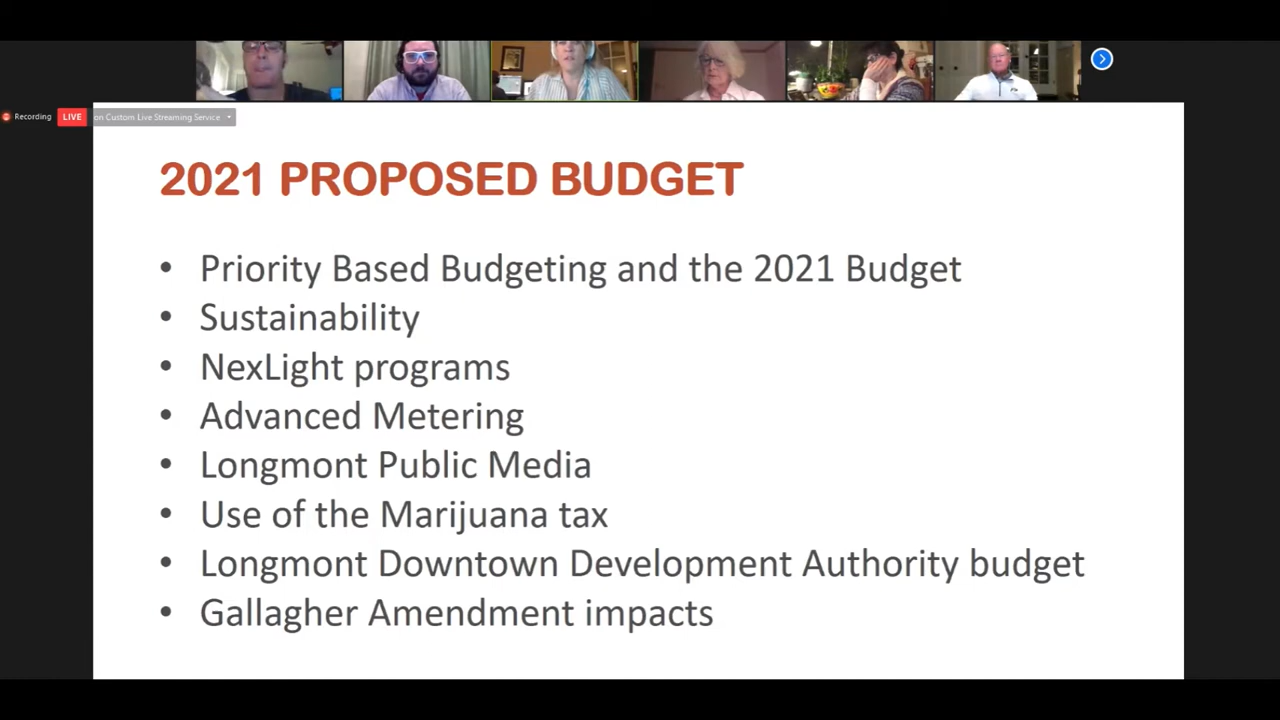 Recording
LIVE
on Custom Live Streaming Service
2021 PROPOSED BUDGET
• Priority Based Budgeting and the 2021 Budget
• Sustainability
• NexLight programs
• Advanced Metering
• Longmont Public Media
• Use of the Marijuana tax
• Longmont Downtown Development Authority budget
• Gallagher Amendment impacts